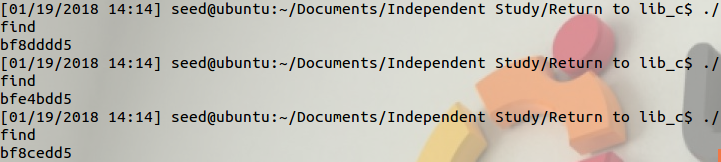 [01/19/2018 14:14] seed@ubuntu:~/Documents/Independent Study/Return to lib_c$ ./
find
bf8dddd5
[01/19/2018 14:14] seed@ubuntu:~/Documents/Independent Study/Return to lib_c$ ./
find
bfe4bdd5
[01/19/2018 14:14] seed@ubuntu:~/Documents/Independent Study/Return to lib_c$ ./
find
bf8cedd5